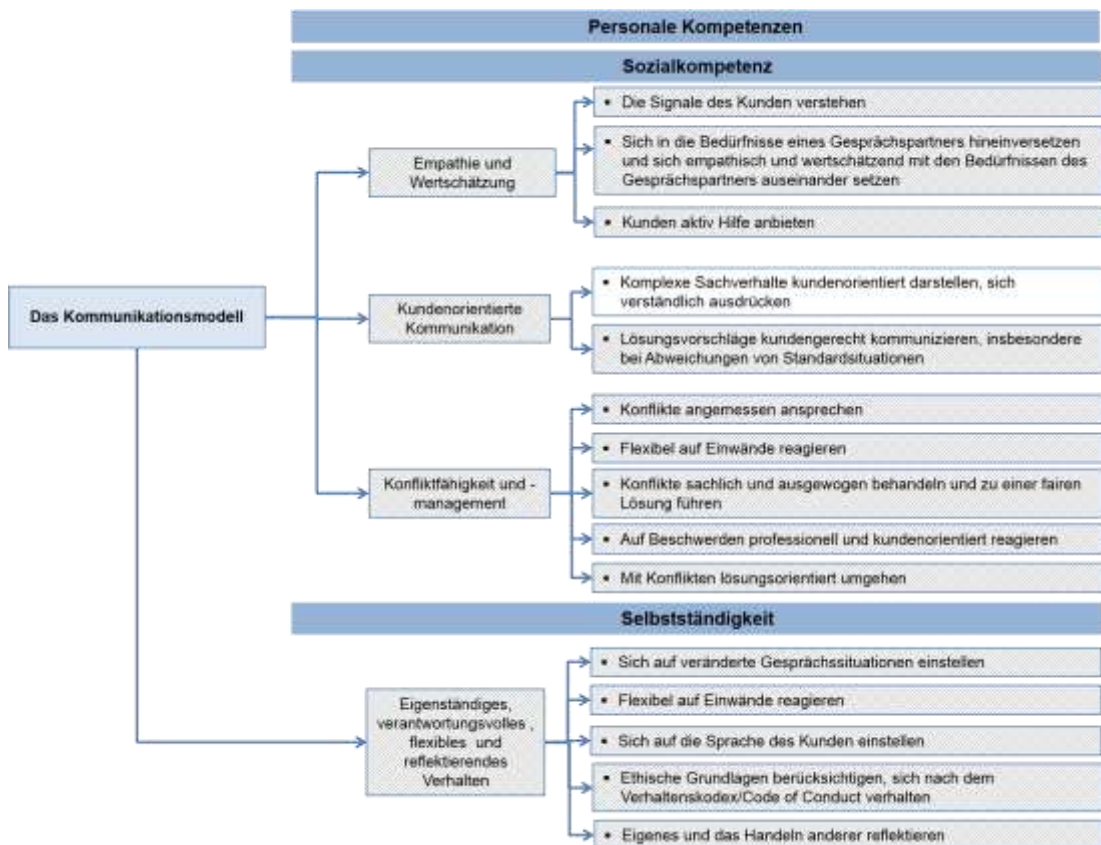 Personale Kompetenzen
Sozialkompetenz
Das Kommunikationsmodell
Empathie und
Wertschätzung
▪ Die Signale des Kunden verstehen
▪ Sich in die Bedürfnisse eines Gesprächspartners hineinversetzen
und sich empathisch und wertschätzend mit den Bedürfnissen des
Gesprächspartners auseinander setzen
▪ Kunden aktiv Hilfe anbieten
Kundenorientierte
Kommunikation
▪ Komplexe Sachverhalte kundenorientiert darstellen, sich
verständlich ausdrücken
▪ Lösungsvorschläge kundengerecht kommunizieren, insbesondere
bei Abweichungen von Standardsituationen
Konfliktfähigkeit und -
management
▪ Konflikte angemessen ansprechen
▪ Flexibel auf Einwände reagieren
▪ Konflikte sachlich und ausgewogen behandeln und zu einer fairen
Lösung führen
▪ Auf Beschwerden professionell und kundenorientiert reagieren
▪ Mit Konflikten lösungsorientiert umgehen
Selbstständigkeit
Eigenständiges,
verantwortungsvolles ,
flexibles und
reflektierendes
Verhalten
▪ Sich auf veränderte Gesprächssituationen einstellen
▪ Flexibel auf Einwände reagieren
▪ Sich auf die Sprache des Kunden einstellen
▪ Ethische Grundlagen berücksichtigen, sich nach dem
Verhaltenskodex/Code of Conduct verhalten
▪ Eigenes und das Handeln anderer reflektieren